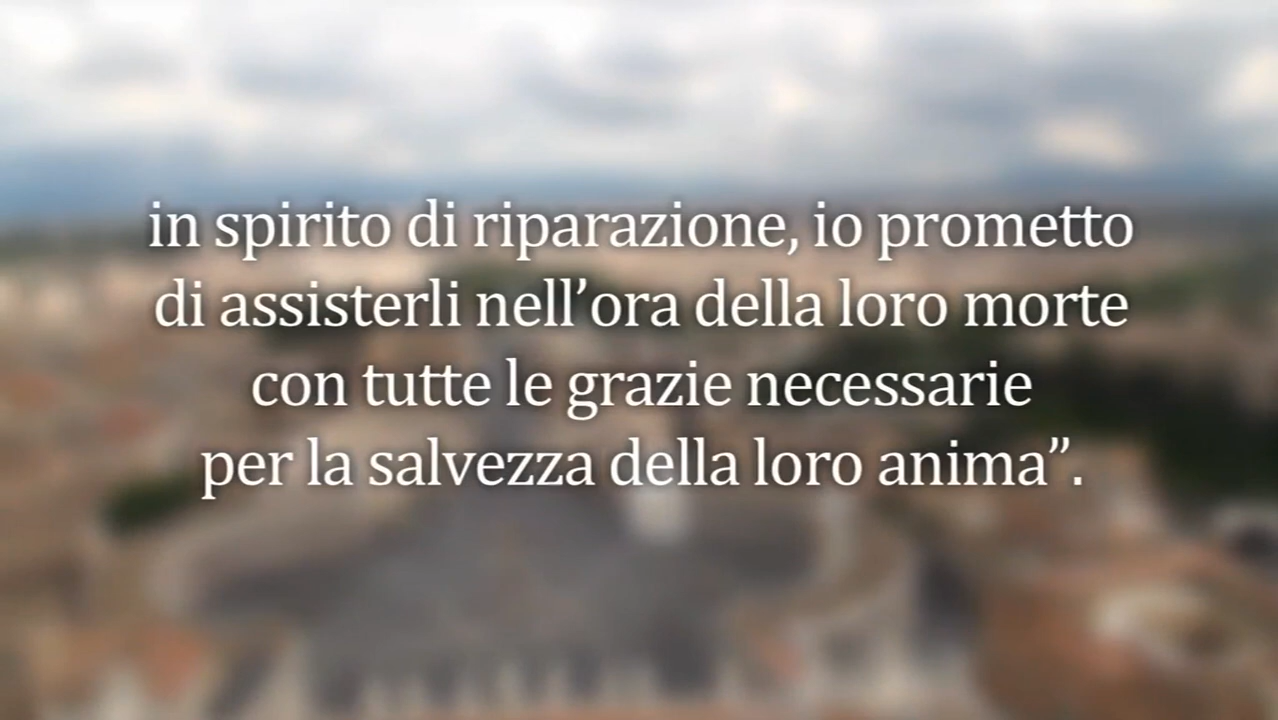 in spirito di riparazione, io prometto
di assisterli nell’ora della loro morte
con tutte le grazie necessarie
per la salvezza della loro anima”.